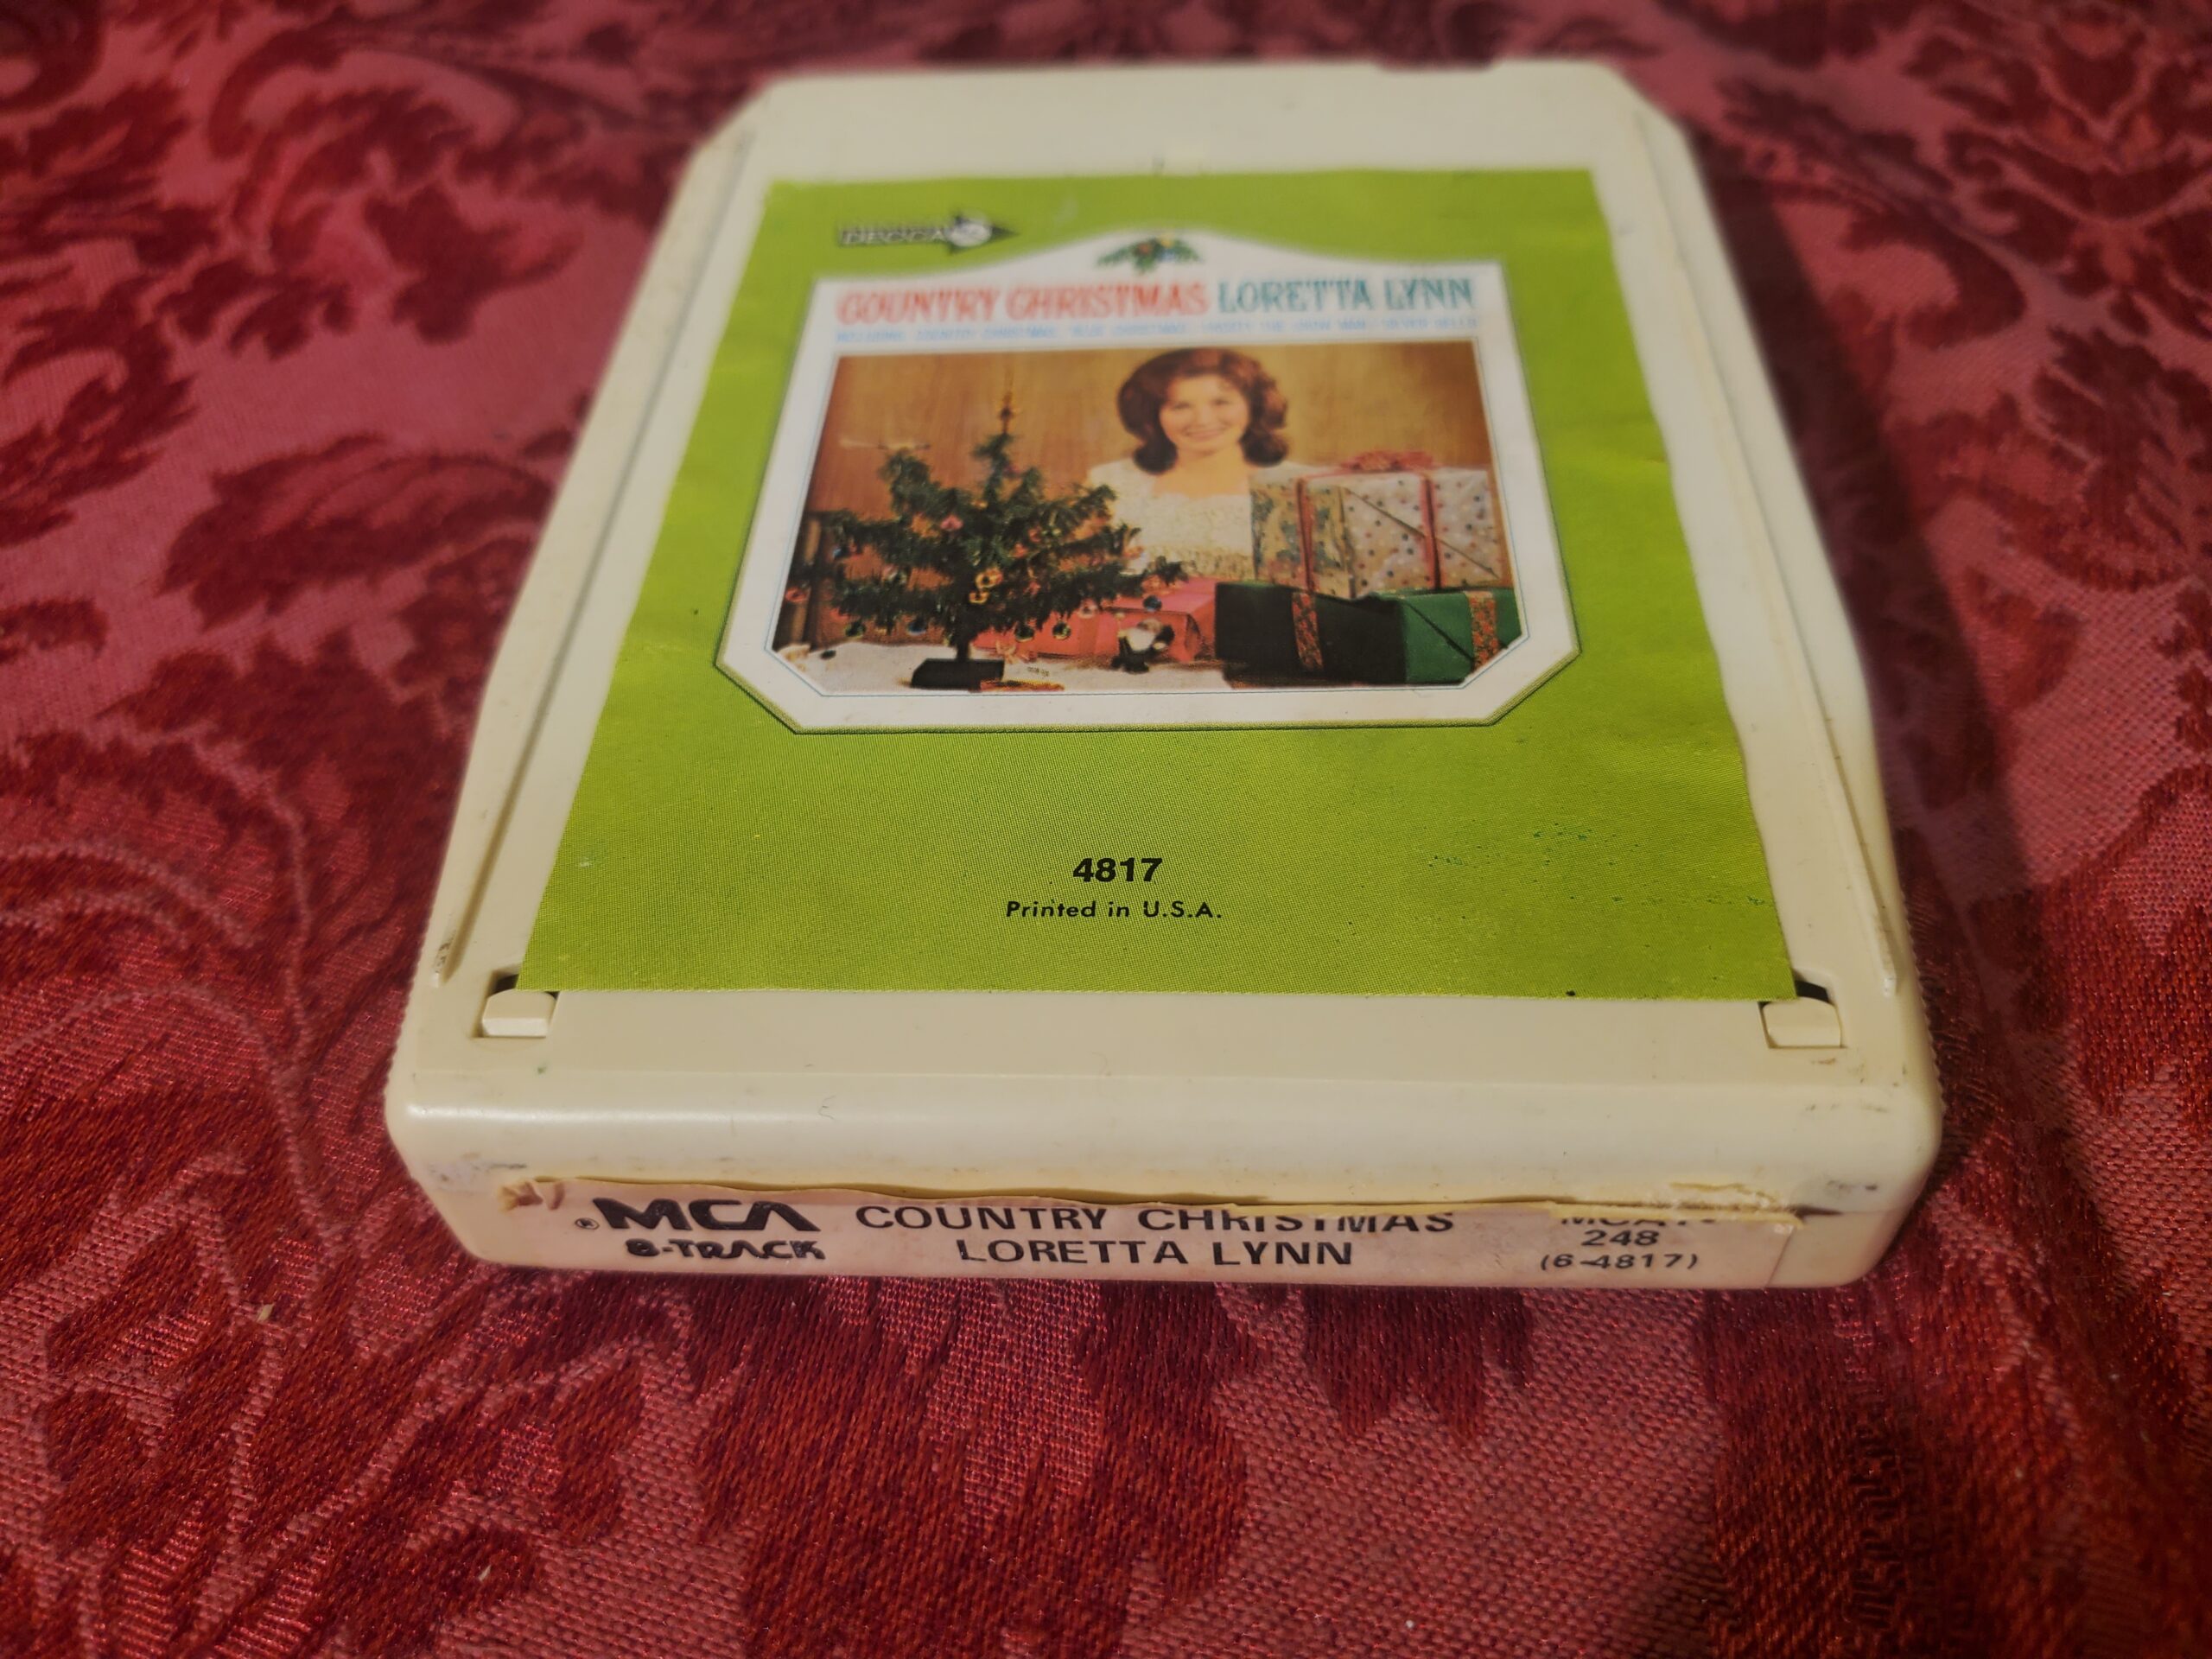 DECCA
COUNTRY CHRISTMAS LORETTA LYNN
4817
Printed in U.S.A.
® MCA COUNTRY CHRISTMAS
8-TRACK LORETTA LYNN
248
(6-4817)